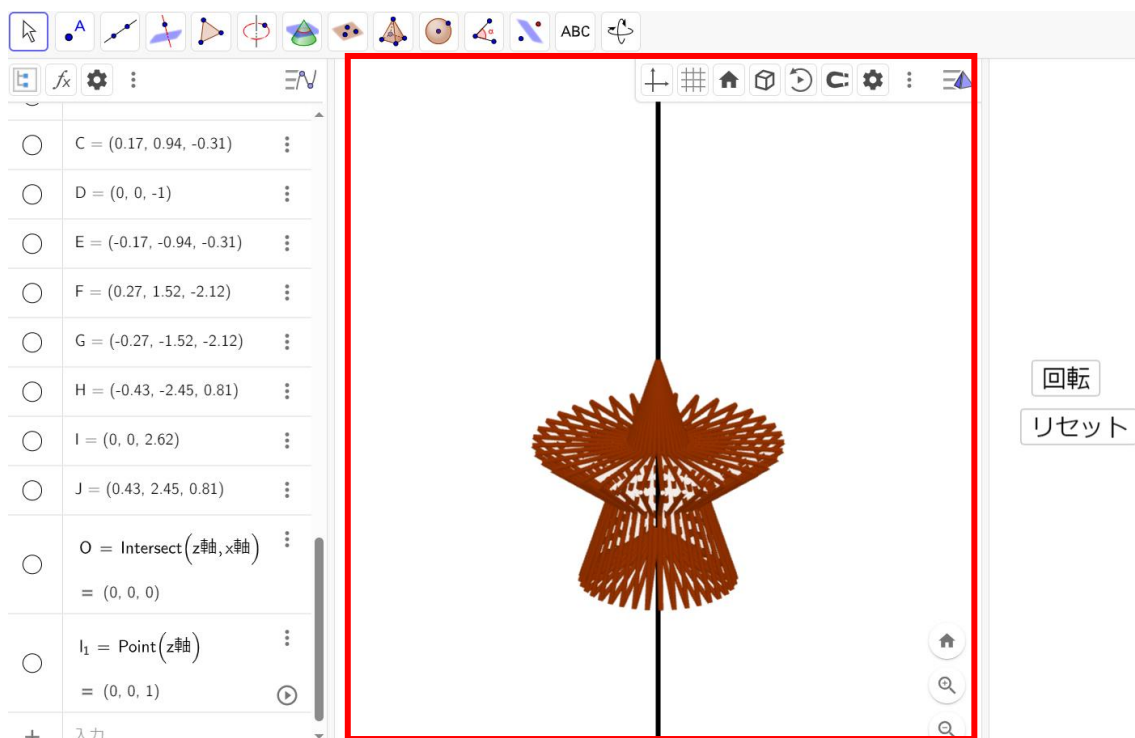 ABC
C = (0.17, 0.94, -0.31)
D = (0, 0, -1)
E = (-0.17, -0.94, -0.31)
F = (0.27, 1.52, -2.12)
G = (-0.27, -1.52, -2.12)
H = (-0.43, -2.45, 0.81)
I = (0, 0, 2.62)
J = (0.43, 2.45, 0.81)
O = Intersect(z軸,x軸)
= (0, 0, 0)
I₁ = Point(z軸)
= (0, 0, 1)
入力...
回転
リセット